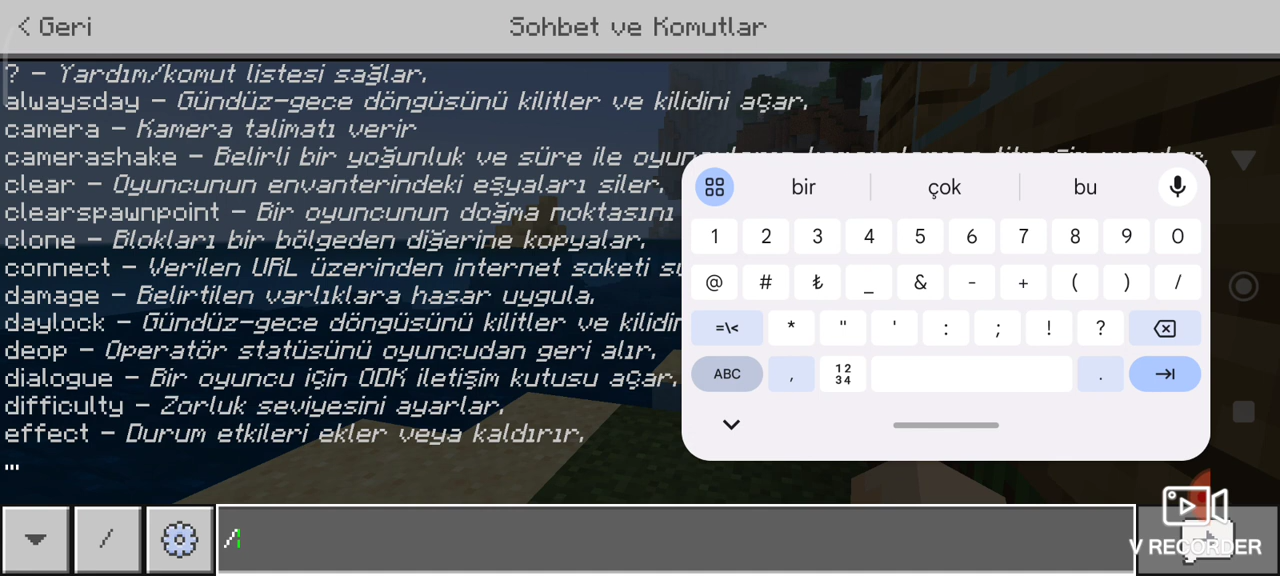 Geri
Sohbet ve Komutlar
? - Yardım/komut listesi sağlar.
alwaysday - Gündüz-gece döngüsünü kilitler ve kilidini açar.
camera - Kamera talimatı verir
camerashake - Belirli bir yoğunluk ve süre ile
clear - Oyuncunun envanterindeki eşyaları siler.
clearspawnpoint - Bir oyuncunun doğma noktasını
clone - Blokları bir bölgeden diğerine kopyalar.
connect - Verilen URL üzerinden internet soketi
damage - Belirtilen varlıklara hasar uygula.
daylock - Gündüz-gece döngüsünü kilitler ve
deop - Operatör statüsünü oyuncudan geri alır.
dialogue - Bir oyuncu için ODK iletişim kutusu açar.
difficulty - Zorluk seviyesini ayarlar.
effect - Durum etkileri ekler veya kaldırır.
...
bir çok bu
1 2 3 4 5 6 7 8 9 0
@ # ₺ _ & - + ( ) /
=\< * " ' : ; ! ?
ABC , 12 34 .
/
/
V RECORDER